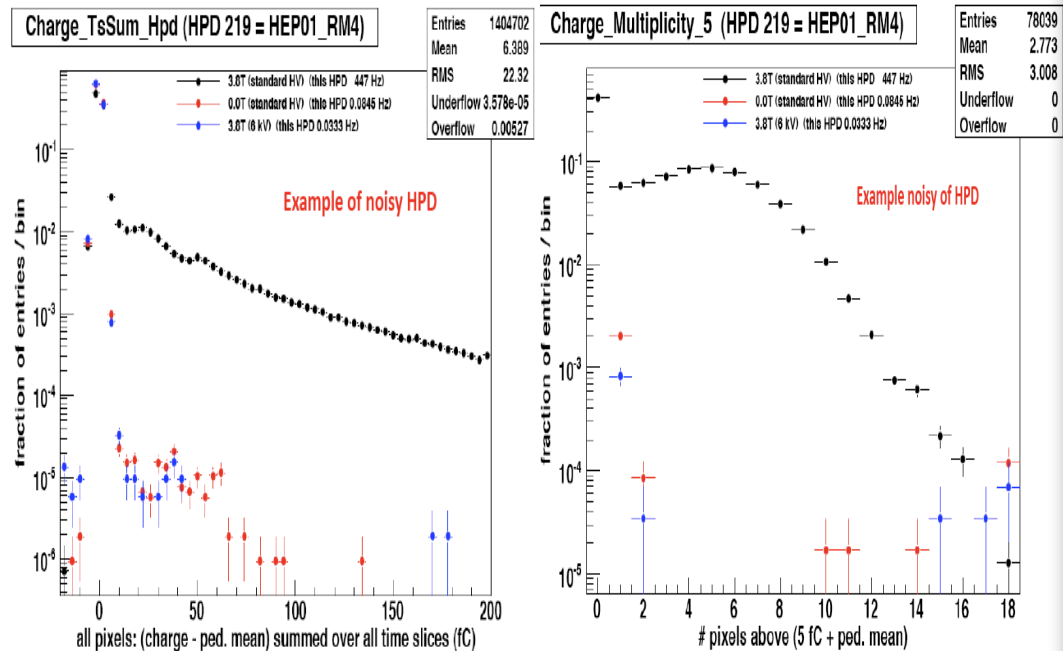 Charge_TsSum_Hpd (HPD 219 = HEP01_RM4)
Entries 1404702
Mean 6.389
RMS 22.32
Underflow 3.578e-05
Overflow 0.00527
3.8T (standard HV) (this HPD 447 Hz)
0.0T (standard HV) (this HPD 0.0845 Hz)
3.8T (6 kV) (this HPD 0.0333 Hz)
Example of noisy HPD
fraction of entries / bin
10⁻¹
10⁻²
10⁻³
10⁻⁴
10⁻⁵
10⁻⁶
0 50 100 150 200
all pixels: (charge - ped. mean) summed over all time slices (fC)
Charge_Multiplicity_5 (HPD 219 = HEP01_RM4)
Entries 78039
Mean 2.773
RMS 3.008
Underflow 0
Overflow 0
3.8T (standard HV) (this HPD 447 Hz)
0.0T (standard HV) (this HPD 0.0845 Hz)
3.8T (6 kV) (this HPD 0.0333 Hz)
Example noisy of HPD
fraction of entries / bin
10⁻¹
10⁻²
10⁻³
10⁻⁴
10⁻⁵
0 2 4 6 8 10 12 14 16 18
# pixels above (5 fC + ped. mean)